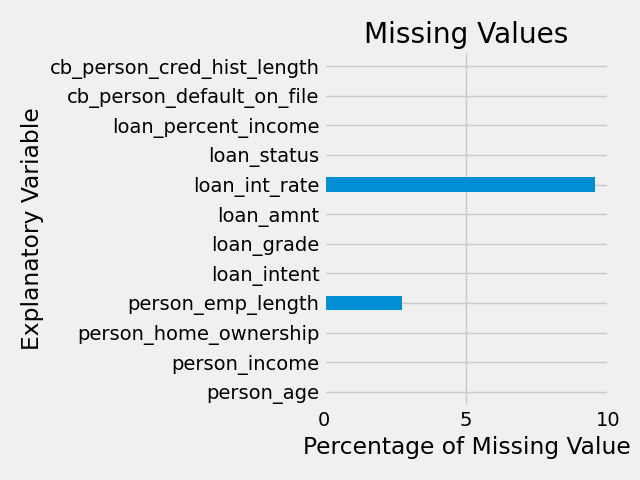 Missing Values
cb_person_cred_hist_length
cb_person_default_on_file
loan_percent_income
loan_status
loan_int_rate
loan_amnt
loan_grade
loan_intent
person_emp_length
person_home_ownership
person_income
person_age
Explanatory Variable
0 5 10
Percentage of Missing Value